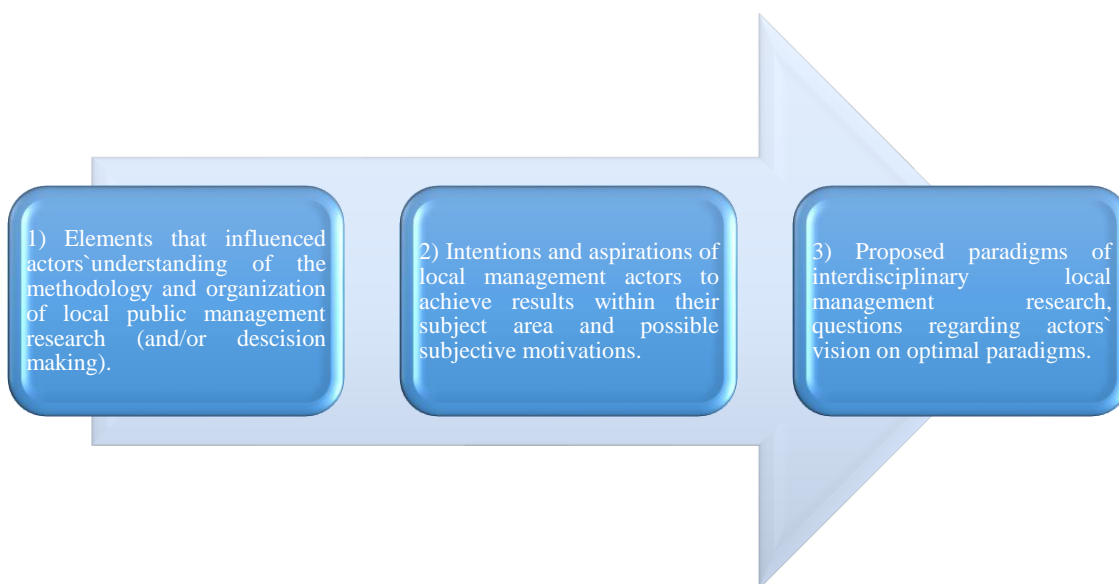 1) Elements that influenced
actors`understanding of the
methodology and organization
of local public management
research (and/or descision
making).
2) Intentions and aspirations of
local management actors to
achieve results within their
subject area and possible
subjective motivations.
3) Proposed paradigms of
interdisciplinary local
management research,
questions regarding actors`
vision on optimal paradigms.